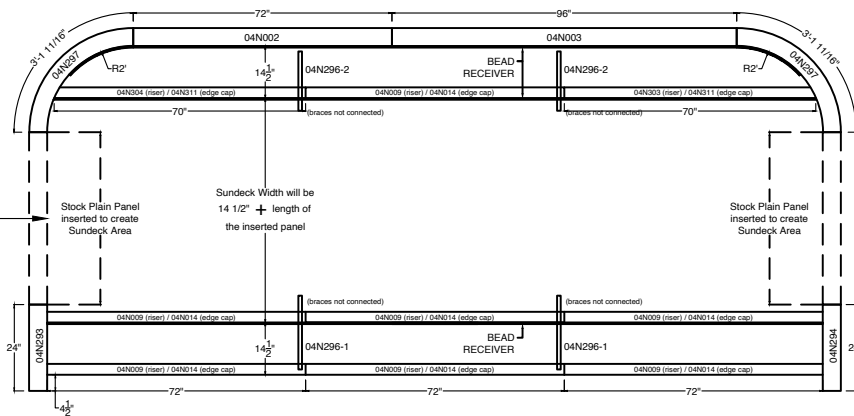 72"
96"
3'-1 11/16"
04N002
04N003
3'-1 11/16"
04N297
R2'
14 1/2"
04N296-2
BEAD
RECEIVER
04N296-2
R2'
04N297
04N304 (riser) / 04N311 (edge cap)
04N009 (riser) / 04N014 (edge cap)
04N303 (riser) / 04N311 (edge cap)
70"
(braces not connected)
(braces not connected)
70"
Stock Plain Panel
inserted to create
Sundeck Area
Sundeck Width will be
14 1/2" + length of
the inserted panel
Stock Plain Panel
inserted to create
Sundeck Area
(braces not connected)
(braces not connected)
04N009 (riser) / 04N014 (edge cap)
04N009 (riser) / 04N014 (edge cap)
04N009 (riser) / 04N014 (edge cap)
24"
04N293
14 1/2"
04N296-1
BEAD
RECEIVER
04N296-1
04N294
04N009 (riser) / 04N014 (edge cap)
04N009 (riser) / 04N014 (edge cap)
04N009 (riser) / 04N014 (edge cap)
72"
72"
72"
4 1/2"